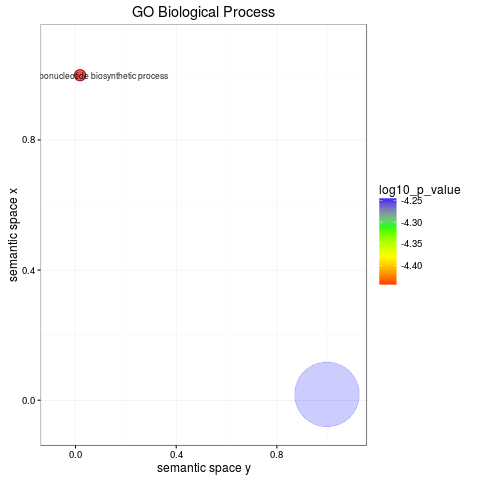 GO Biological Process
bonucleotide biosynthetic process
0.8
0.4
0.0
semantic space x
0.0
0.4
0.8
semantic space y
log10_p_value
-4.25
-4.30
-4.35
-4.40